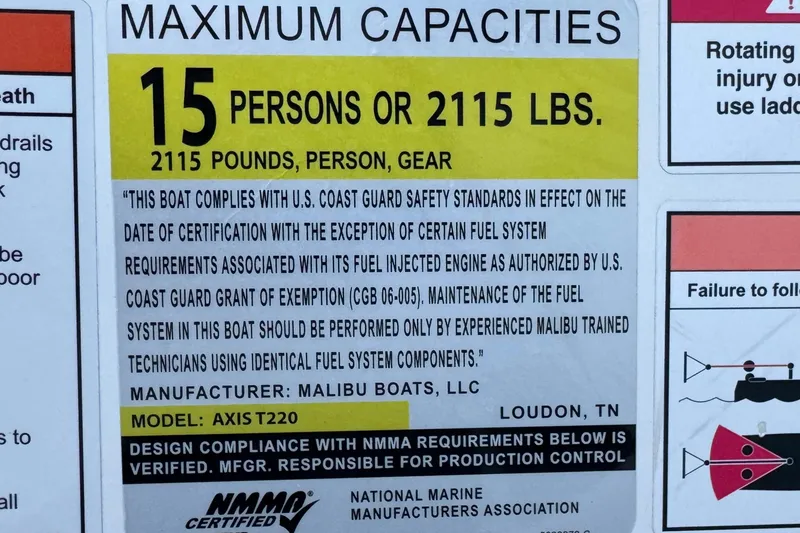 MAXIMUM CAPACITIES
15 PERSONS OR 2115 LBS.
2115 POUNDS, PERSON, GEAR
"THIS BOAT COMPLIES WITH U.S. COAST GUARD SAFETY STANDARDS IN EFFECT ON THE
DATE OF CERTIFICATION WITH THE EXCEPTION OF CERTAIN FUEL SYSTEM
REQUIREMENTS ASSOCIATED WITH ITS FUEL INJECTED ENGINE AS AUTHORIZED BY U.S.
COAST GUARD GRANT OF EXEMPTION (CGB 06-005). MAINTENANCE OF THE FUEL
SYSTEM IN THIS BOAT SHOULD BE PERFORMED ONLY BY EXPERIENCED MALIBU TRAINED
TECHNICIANS USING IDENTICAL FUEL SYSTEM COMPONENTS."
MANUFACTURER: MALIBU BOATS, LLC
MODEL: AXIS T220 LOUDON, TN
DESIGN COMPLIANCE WITH NMMA REQUIREMENTS BELOW IS
VERIFIED. MFGR. RESPONSIBLE FOR PRODUCTION CONTROL
NMMA®
CERTIFIED
NATIONAL MARINE
MANUFACTURERS ASSOCIATION
eath
drails
ng
k
be
poor
s to
all
Rotating
injury or
use ladd
Failure to foll